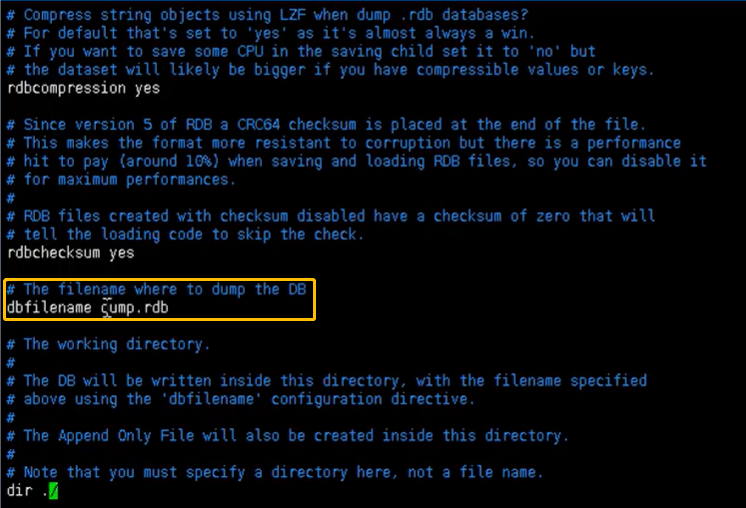 # Compress string objects using LZF when dump .rdb databases?
# For default that's set to 'yes' as it's almost always a win.
# If you want to save some CPU in the saving child set it to 'no' but
# the dataset will likely be bigger if you have compressible values or keys.
rdbcompression yes
# Since version 5 of RDB a CRC64 checksum is placed at the end of the file.
# This makes the format more resistant to corruption but there is a performance
# hit to pay (around 10%) when saving and loading RDB files, so you can disable it
# for maximum performances.
#
# RDB files created with checksum disabled have a checksum of zero that will
# tell the loading code to skip the check.
rdbchecksum yes
# The filename where to dump the DB
dbfilename dump.rdb
# The working directory.
#
# The DB will be written inside this directory, with the filename specified
# above using the 'dbfilename' configuration directive.
#
# The Append Only File will also be created inside this directory.
#
# Note that you must specify a directory here, not a file name.
dir ./